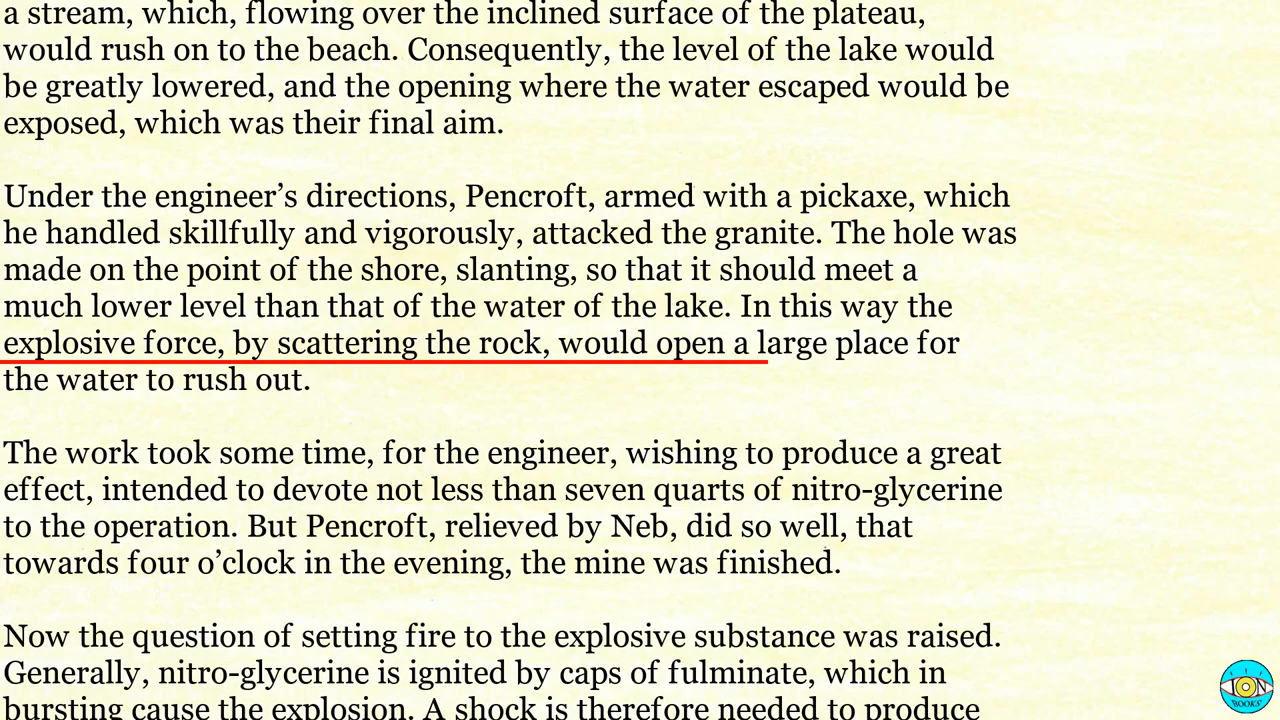 a stream, which, flowing over the inclined surface of the plateau,
would rush on to the beach. Consequently, the level of the lake would
be greatly lowered, and the opening where the water escaped would be
exposed, which was their final aim.
Under the engineer’s directions, Pencroft, armed with a pickaxe, which
he handled skillfully and vigorously, attacked the granite. The hole was
made on the point of the shore, slanting, so that it should meet a
much lower level than that of the water of the lake. In this way the
explosive force, by scattering the rock, would open a large place for
the water to rush out.
The work took some time, for the engineer, wishing to produce a great
effect, intended to devote not less than seven quarts of nitro-glycerine
to the operation. But Pencroft, relieved by Neb, did so well, that
towards four o’clock in the evening, the mine was finished.
Now the question of setting fire to the explosive substance was raised.
Generally, nitro-glycerine is ignited by caps of fulminate, which in
bursting cause the explosion. A shock is therefore needed to produce
I
ION
BOOKS